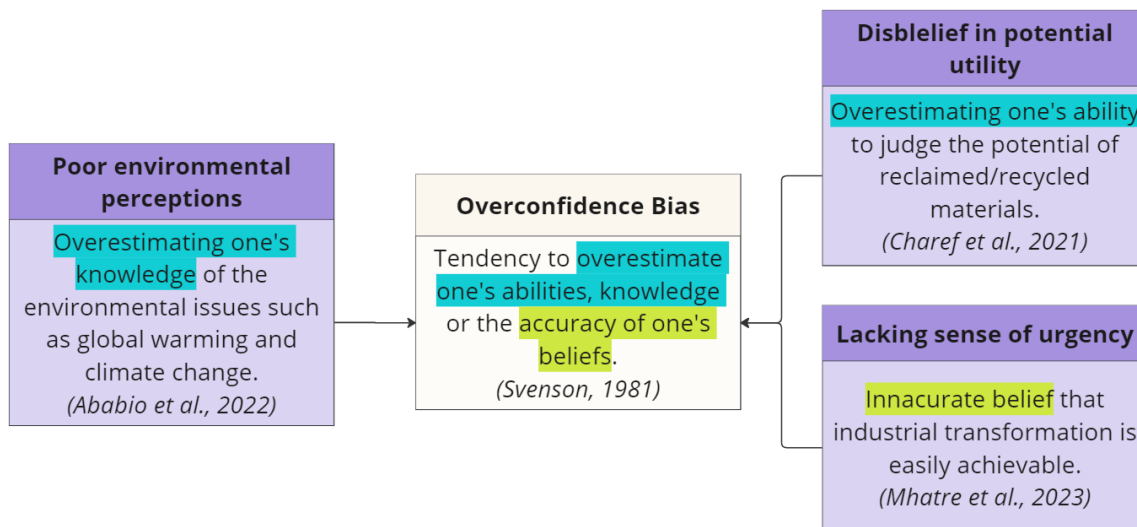 Poor environmental
perceptions
Overestimating one's
knowledge of the
environmental issues such
as global warming and
climate change.
(Ababio et al., 2022)
Overconfidence Bias
Tendency to overestimate
one's abilities, knowledge
or the accuracy of one's
beliefs.
(Svenson, 1981)
Disblelief in potential
utility
Overestimating one's ability
to judge the potential of
reclaimed/recycled
materials.
(Charef et al., 2021)
Lacking sense of urgency
Innacurate belief that
industrial transformation is
easily achievable.
(Mhatre et al., 2023)